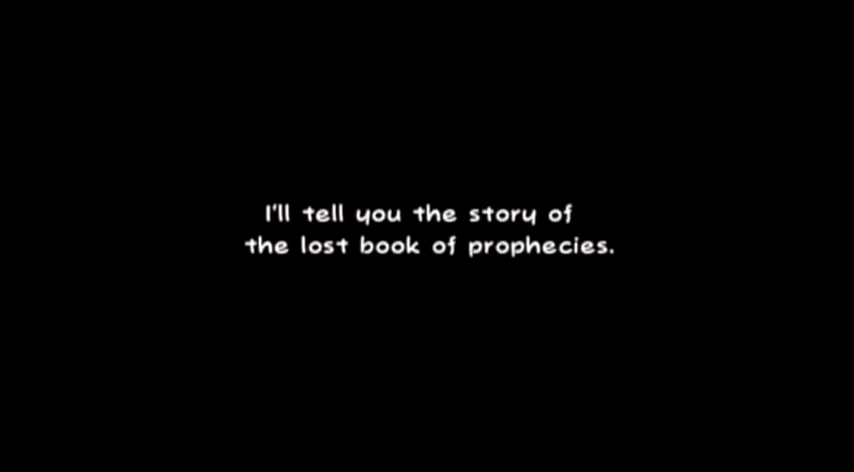 I'll tell you the story of
the lost book of prophecies.